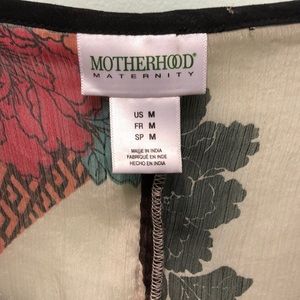 MOTHERHOOD®
MATERNITY
US M
FR M
SP M
MADE IN INDIA
FABRIQUÉ EN INDE
HECHO EN INDIA